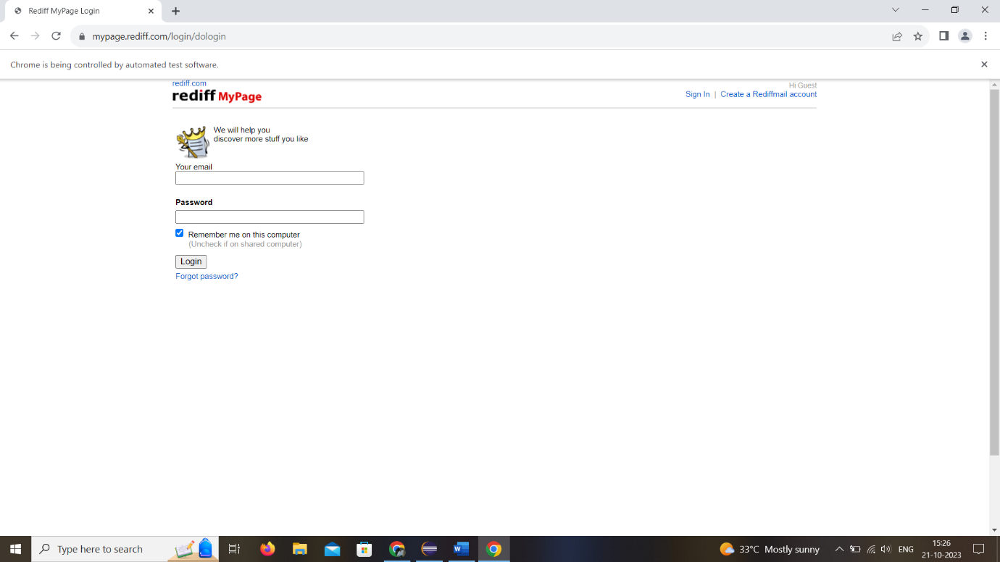 Rediff MyPage Login
mypage.rediff.com/login/dologin
Chrome is being controlled by automated test software.
rediff.com
rediff MyPage
Hi Guest
Sign In | Create a Rediffmail account
We will help you
discover more stuff you like
Your email
Password
Remember me on this computer
(Uncheck if on shared computer)
Login
Forgot password?
Type here to search
W
33°C Mostly sunny
ENG
15:26
21-10-2023